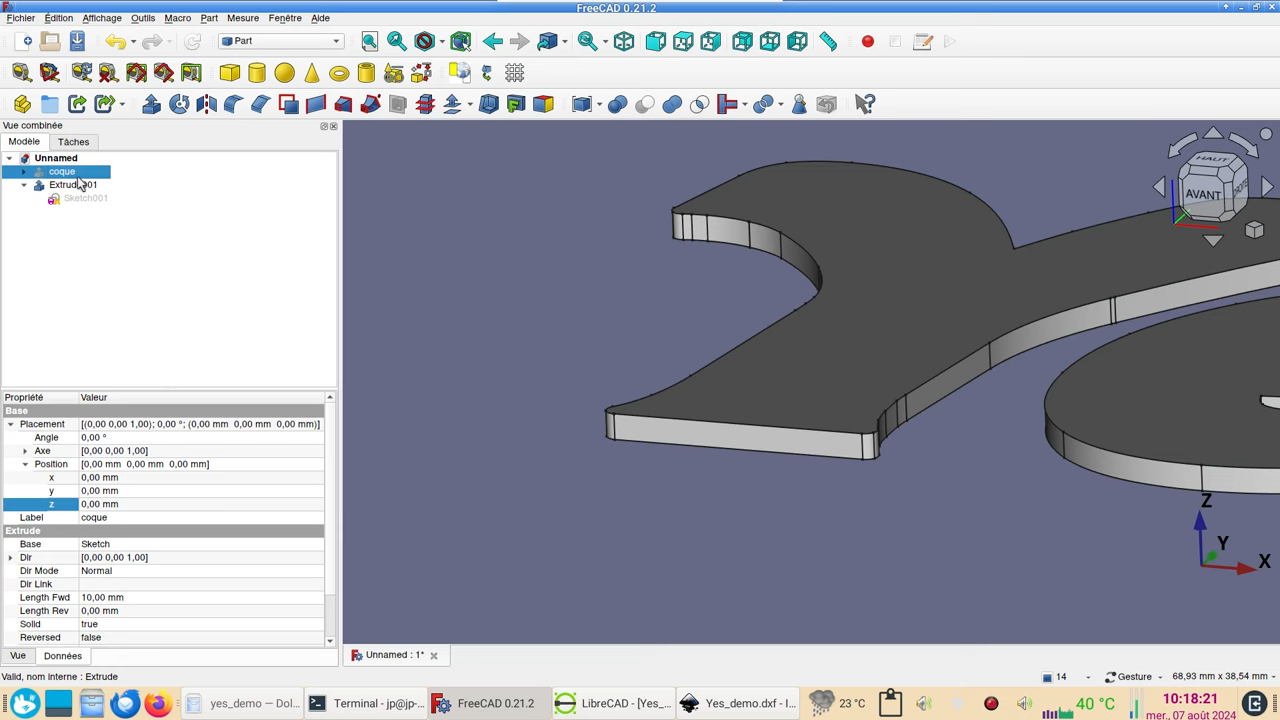 FreeCAD 0.21.2
Fichier Édition Affichage Outils Macro Part Mesure Fenêtre Aide
Part
Vue combinée
Modèle Tâches
Unnamed
coque
Sketch001
HAUT
AVANT
Propriété Valeur
Base
Placement [(0,00 0,00 1,00); 0,00 °; (0,00 mm 0,00 mm 0,00 mm)]
Angle 0,00 °
Axe [0,00 0,00 1,00]
Position [0,00 mm 0,00 mm 0,00 mm]
x 0,00 mm
y 0,00 mm
z 0,00 mm
Label coque
Extrude
Base Sketch
Dir [0,00 0,00 1,00]
Dir Mode Normal
Dir Link
Length Fwd 10,00 mm
Length Rev 0,00 mm
Solid true
Reversed false
Z
Y
X
Vue Données
Unnamed : 1*
Valid, nom interne : Extrude
14 Gesture 68,93 mm x 38,54 mm
yes_demo — Dol... Terminal - jp@jp-... FreeCAD 0.21.2 LibreCAD - [Yes_... Yes_demo.dxf - I... 23 °C 40 °C
10:18:21
mer., 07 août 2024